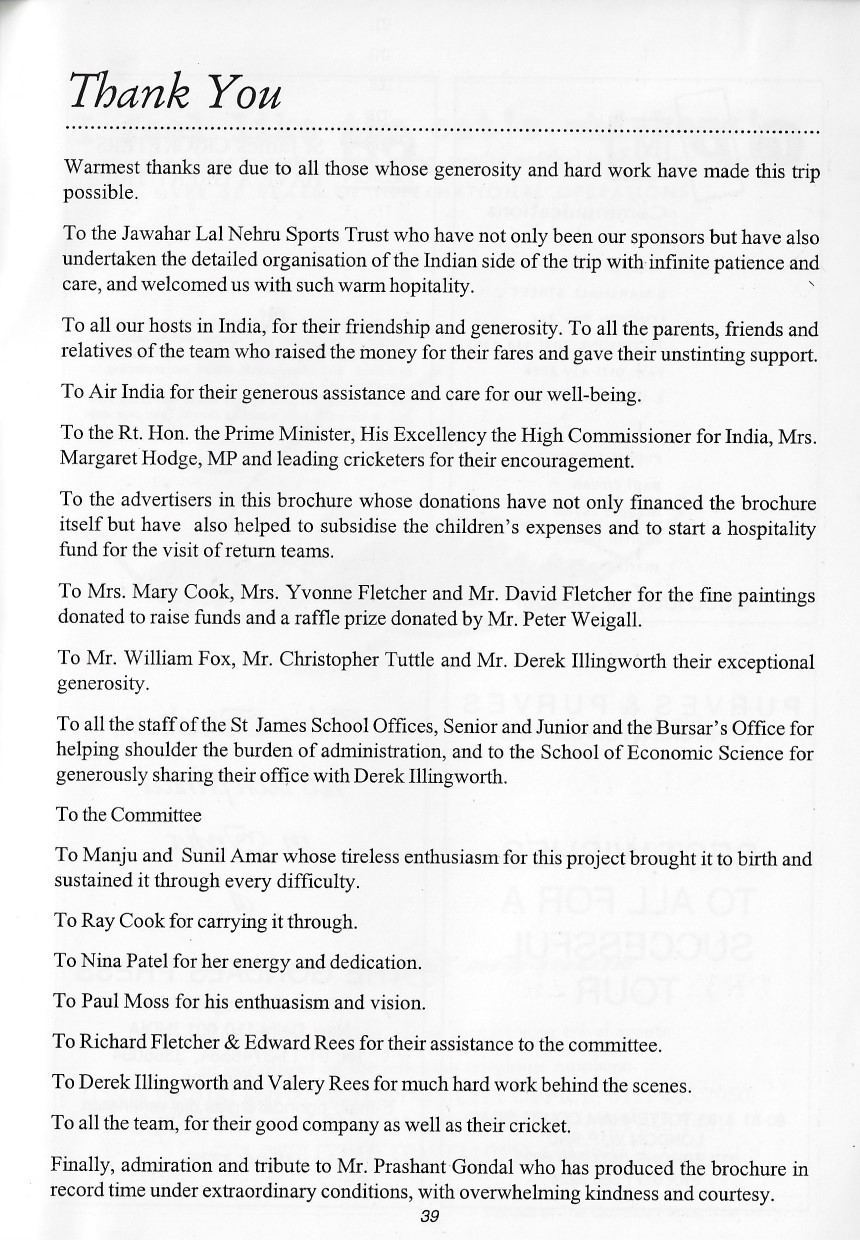 Thank You
Warmest thanks are due to all those whose generosity and hard work have made this trip
possible.
To the Jawahar Lal Nehru Sports Trust who have not only been our sponsors but have also
undertaken the detailed organisation of the Indian side of the trip with infinite patience and
care, and welcomed us with such warm hopitality.
To all our hosts in India, for their friendship and generosity. To all the parents, friends and
relatives of the team who raised the money for their fares and gave their unstinting support.
To Air India for their generous assistance and care for our well-being.
To the Rt. Hon. the Prime Minister, His Excellency the High Commissioner for India, Mrs.
Margaret Hodge, MP and leading cricketers for their encouragement.
To the advertisers in this brochure whose donations have not only financed the brochure
itself but have also helped to subsidise the children's expenses and to start a hospitality
fund for the visit of return teams.
To Mrs. Mary Cook, Mrs. Yvonne Fletcher and Mr. David Fletcher for the fine paintings
donated to raise funds and a raffle prize donated by Mr. Peter Weigall.
To Mr. William Fox, Mr. Christopher Tuttle and Mr. Derek Illingworth their exceptional
generosity.
To all the staff of the St James School Offices, Senior and Junior and the Bursar's Office for
helping shoulder the burden of administration, and to the School of Economic Science for
generously sharing their office with Derek Illingworth.
To the Committee
To Manju and Sunil Amar whose tireless enthusiasm for this project brought it to birth and
sustained it through every difficulty.
To Ray Cook for carrying it through.
To Nina Patel for her energy and dedication.
To Paul Moss for his enthuasism and vision.
To Richard Fletcher & Edward Rees for their assistance to the committee.
To Derek Illingworth and Valery Rees for much hard work behind the scenes.
To all the team, for their good company as well as their cricket.
Finally, admiration and tribute to Mr. Prashant Gondal who has produced the brochure in
record time under extraordinary conditions, with overwhelming kindness and courtesy.
39